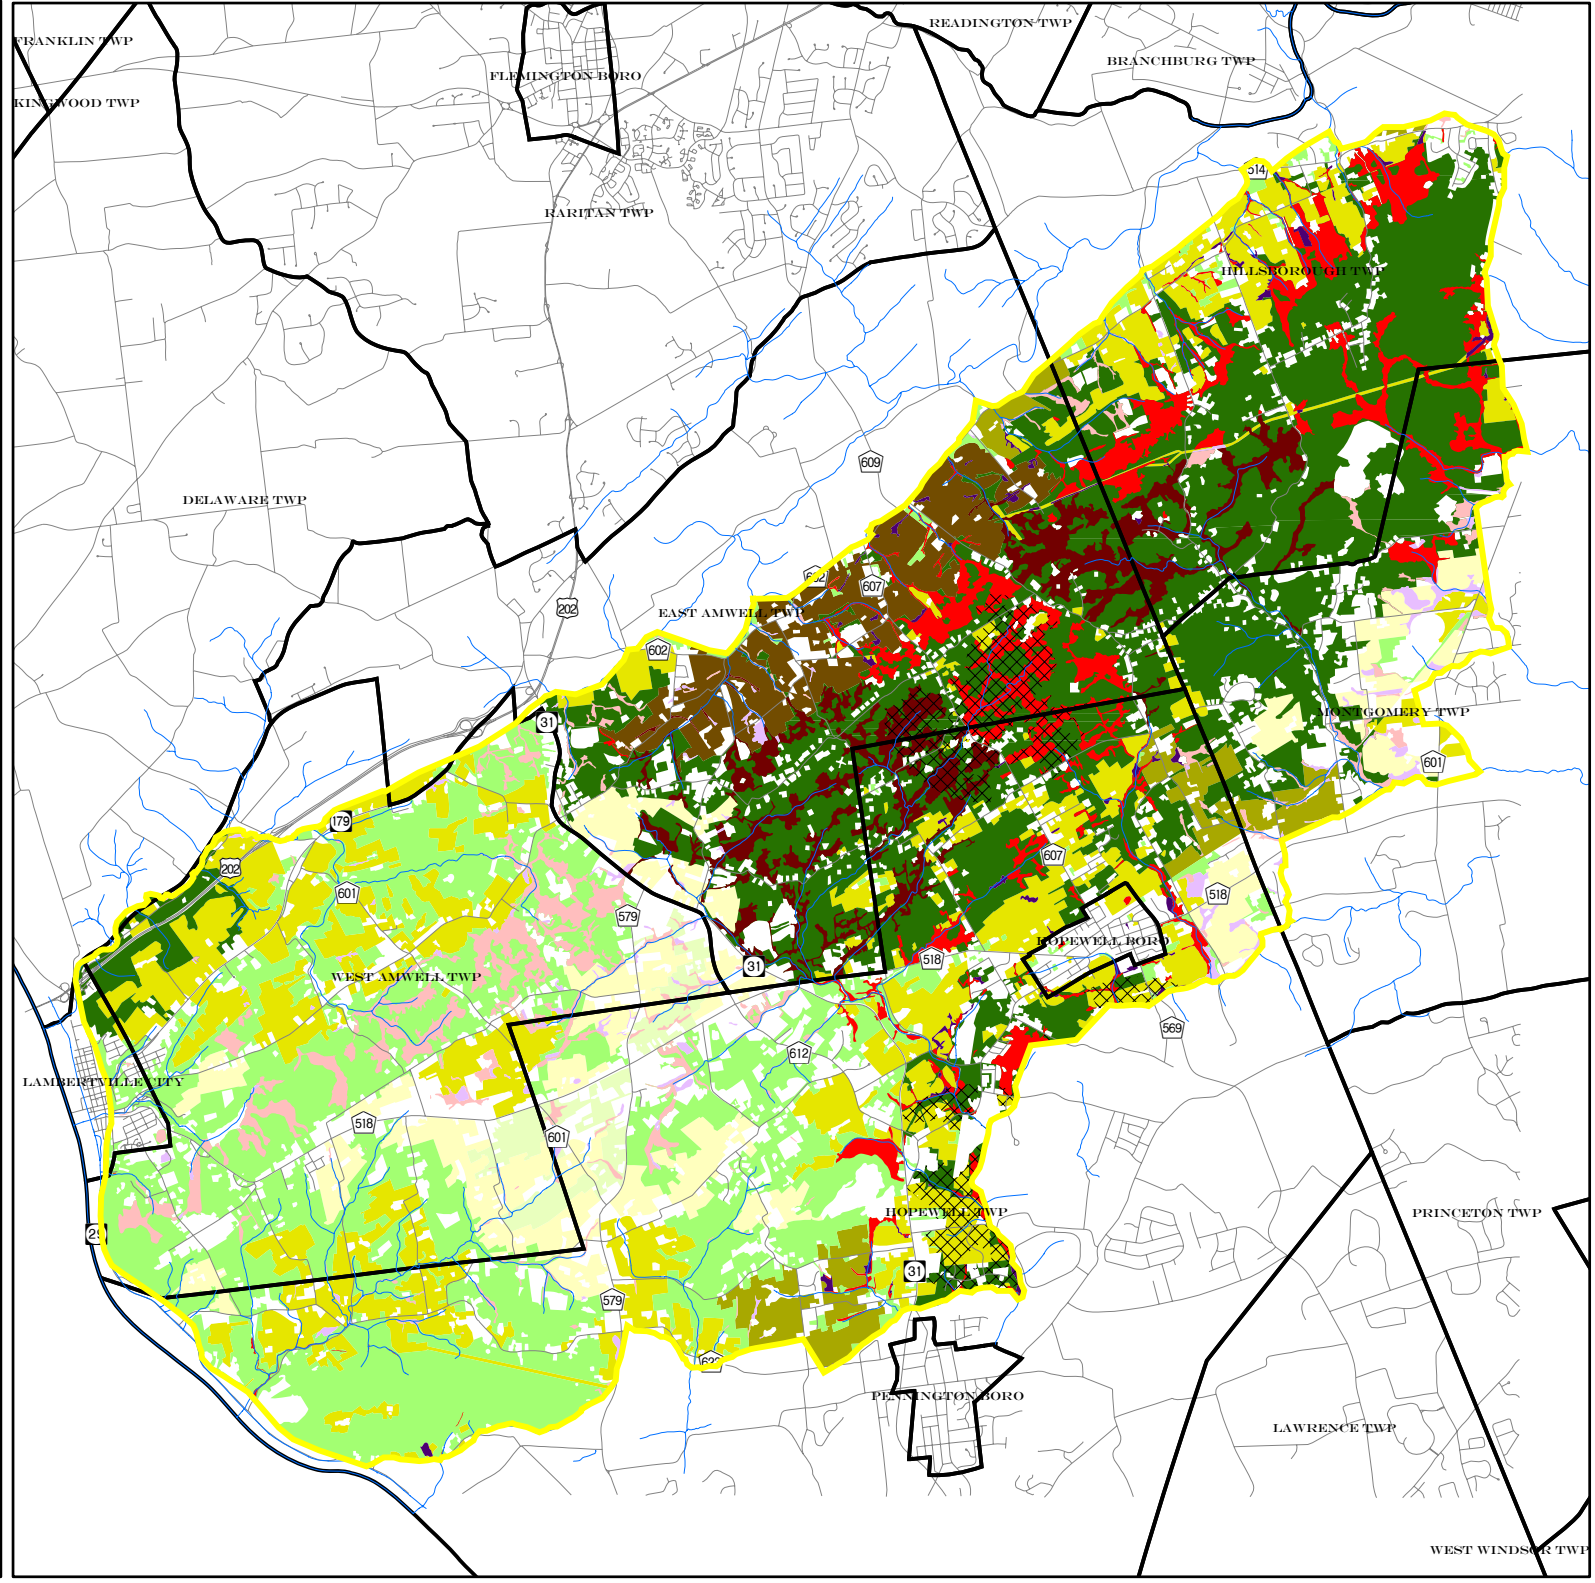 READINGTON TWP
FRANKLIN TWP
BRANCHBURG TWP
FLEMINGTON BORO
KINGWOOD TWP
514
RARITAN TWP
HILLSBOROUGH TWP
609
DELAWARE TWP
607
202
EAST AMWELL TWP
602
MONTGOMERY TWP
31
601
179
607
202
601
518
579
HOPEWELL BORO
518
31
WEST AMWELL TWP
569
612
LAMBERTVILLE CITY
518
601
HOPEWELL TWP
PRINCETON TWP
29
31
579
PENNINGTON BORO
LAWRENCE TWP
WEST WINDSOR TWP